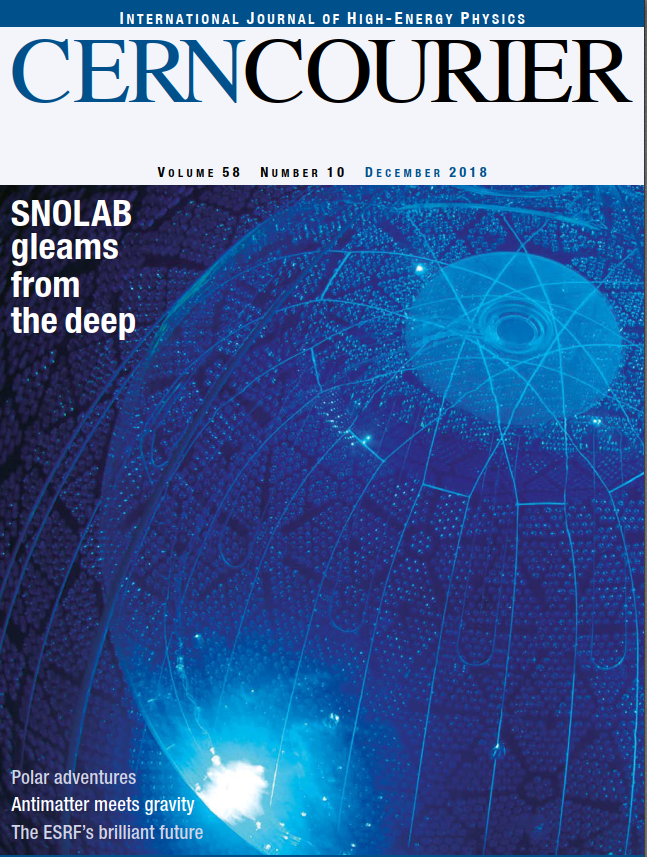 International Journal of High-Energy Physics
CERNCOURIER
Volume 58 Number 10 December 2018
SNOLAB
gleams
from
the deep
Polar adventures
Antimatter meets gravity
The ESRF's brilliant future